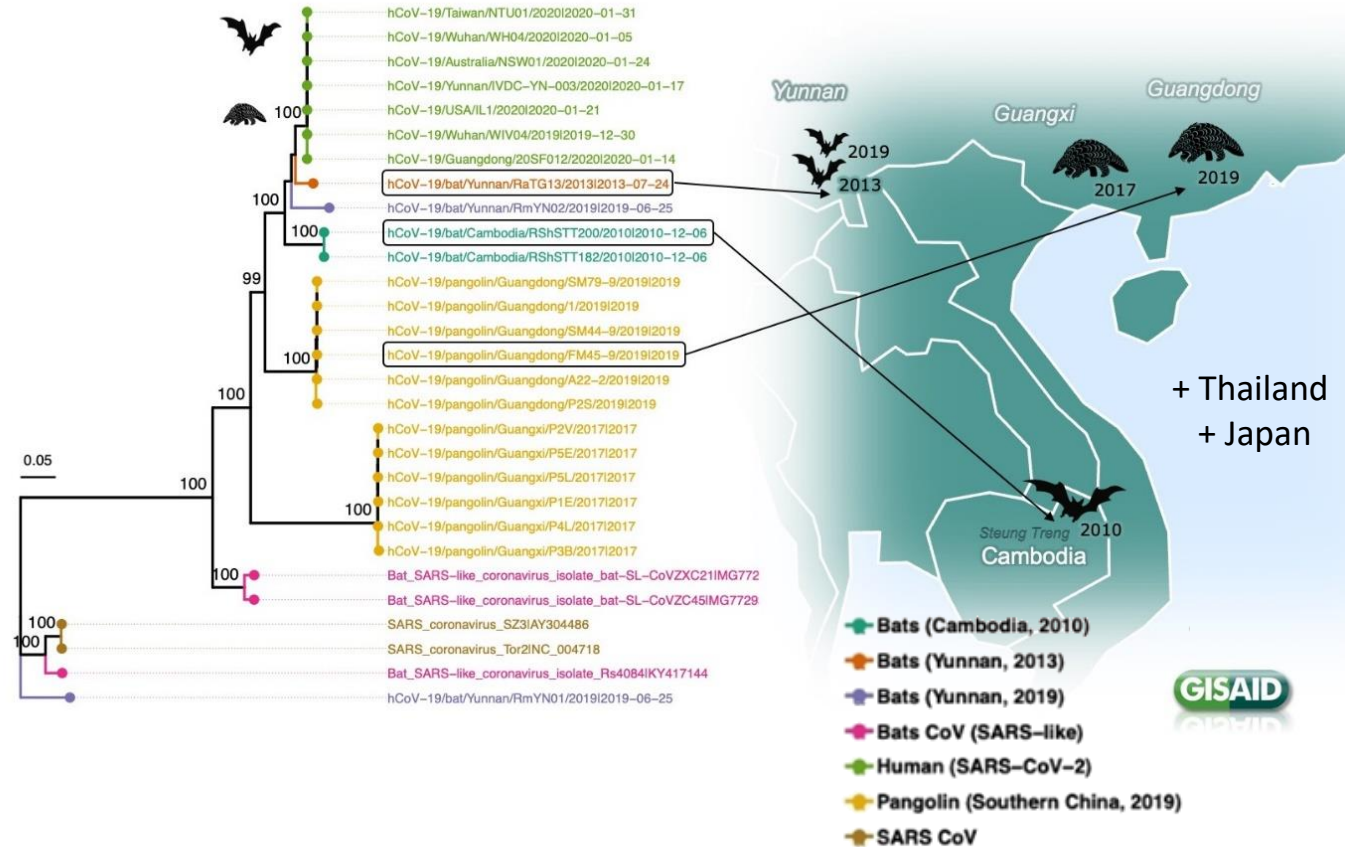 hCoV-19/Taiwan/NTU01/2020|2020-01-31
hCoV-19/Wuhan/WH04/2020|2020-01-05
hCoV-19/Australia/NSW01/2020|2020-01-24
hCoV-19/Yunnan/IVDC-YN-003/2020|2020-01-17
100
hCoV-19/USA/IL1/2020|2020-01-21
hCoV-19/Wuhan/WIV04/2019|2019-12-30
hCoV-19/Guangdong/20SF012/2020|2020-01-14
hCoV-19/bat/Yunnan/RaTG13/2013|2013-07-24
100
hCoV-19/bat/Yunnan/RmYN02/2019|2019-06-25
100
hCoV-19/bat/Cambodia/RShSTT200/2010|2010-12-06
hCoV-19/bat/Cambodia/RShSTT182/2010|2010-12-06
99
hCoV-19/pangolin/Guangdong/SM79-9/2019|2019
hCoV-19/pangolin/Guangdong/1/2019|2019
hCoV-19/pangolin/Guangdong/SM44-9/2019|2019
100
hCoV-19/pangolin/Guangdong/FM45-9/2019|2019
hCoV-19/pangolin/Guangdong/A22-2/2019|2019
100
hCoV-19/pangolin/Guangdong/P2S/2019|2019
hCoV-19/pangolin/Guangxi/P2V/2017|2017
hCoV-19/pangolin/Guangxi/P5E/2017|2017
0.05
hCoV-19/pangolin/Guangxi/P5L/2017|2017
100
hCoV-19/pangolin/Guangxi/P1E/2017|2017
100
hCoV-19/pangolin/Guangxi/P4L/2017|2017
hCoV-19/pangolin/Guangxi/P3B/2017|2017
100
Bat_SARS-like_coronavirus_isolate_bat-SL-CoVZXC21|MG772
Bat_SARS-like_coronavirus_isolate_bat-SL-CoVZC45|MG7729
100
SARS_coronavirus_SZ3|AY304486
100
SARS_coronavirus_Tor2|NC_004718
Bat_SARS-like_coronavirus_isolate_Rs4084|KY417144
hCoV-19/bat/Yunnan/RmYN01/2019|2019-06-25
Yunnan
Guangxi
Guangdong
2019
2013
2017
2019
+ Thailand
+ Japan
2010
Steung Treng
Cambodia
Bats (Cambodia, 2010)
Bats (Yunnan, 2013)
Bats (Yunnan, 2019)
Bats CoV (SARS-like)
Human (SARS-CoV-2)
Pangolin (Southern China, 2019)
SARS CoV
GISAID